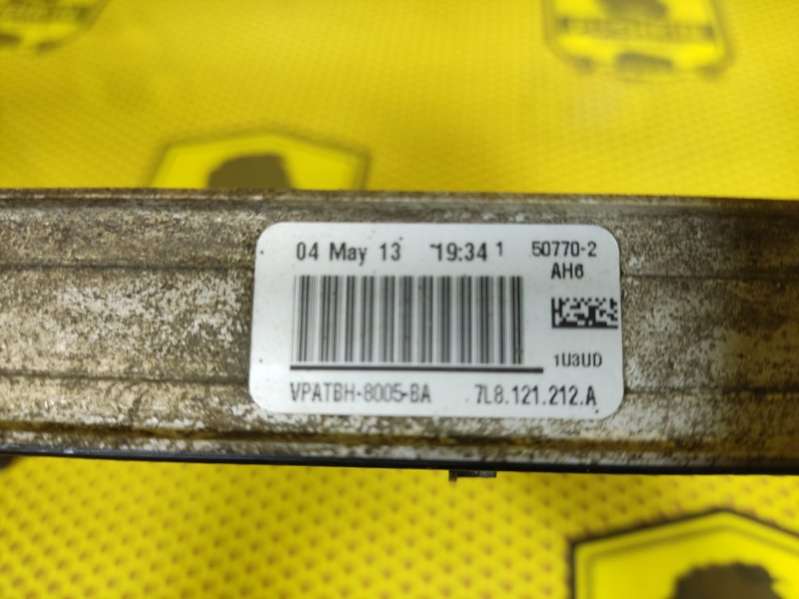 04 May 13 19:34 1 50770-2
AH6
1U3UD
VPATBH-8005-BA 7L8.121.212.A